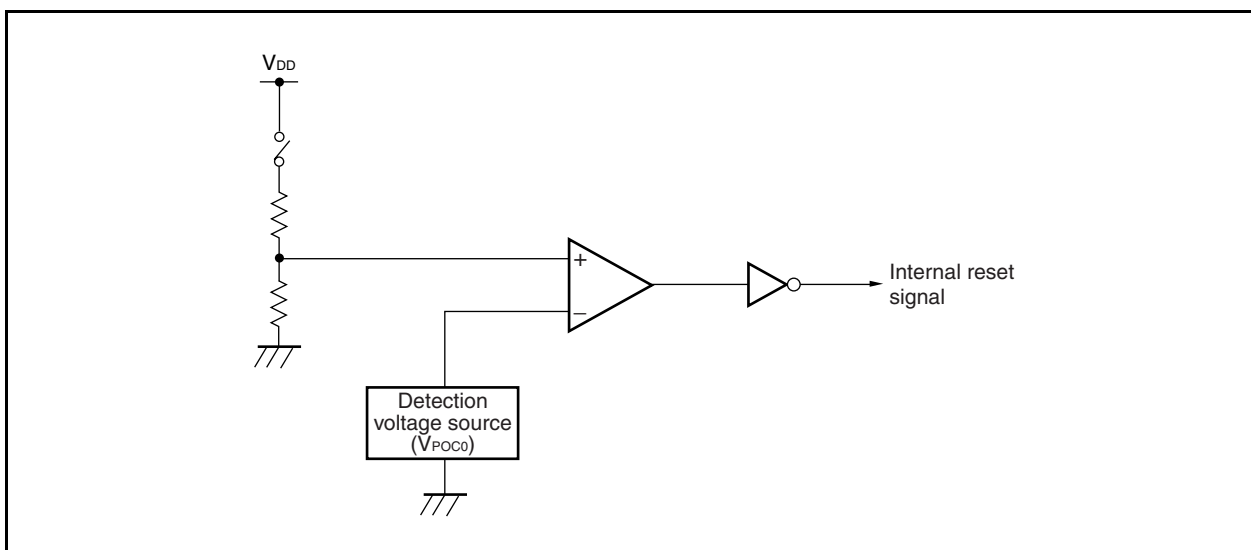 VDD
+
−
Internal reset
signal
Detection
voltage source
(VPOC0)